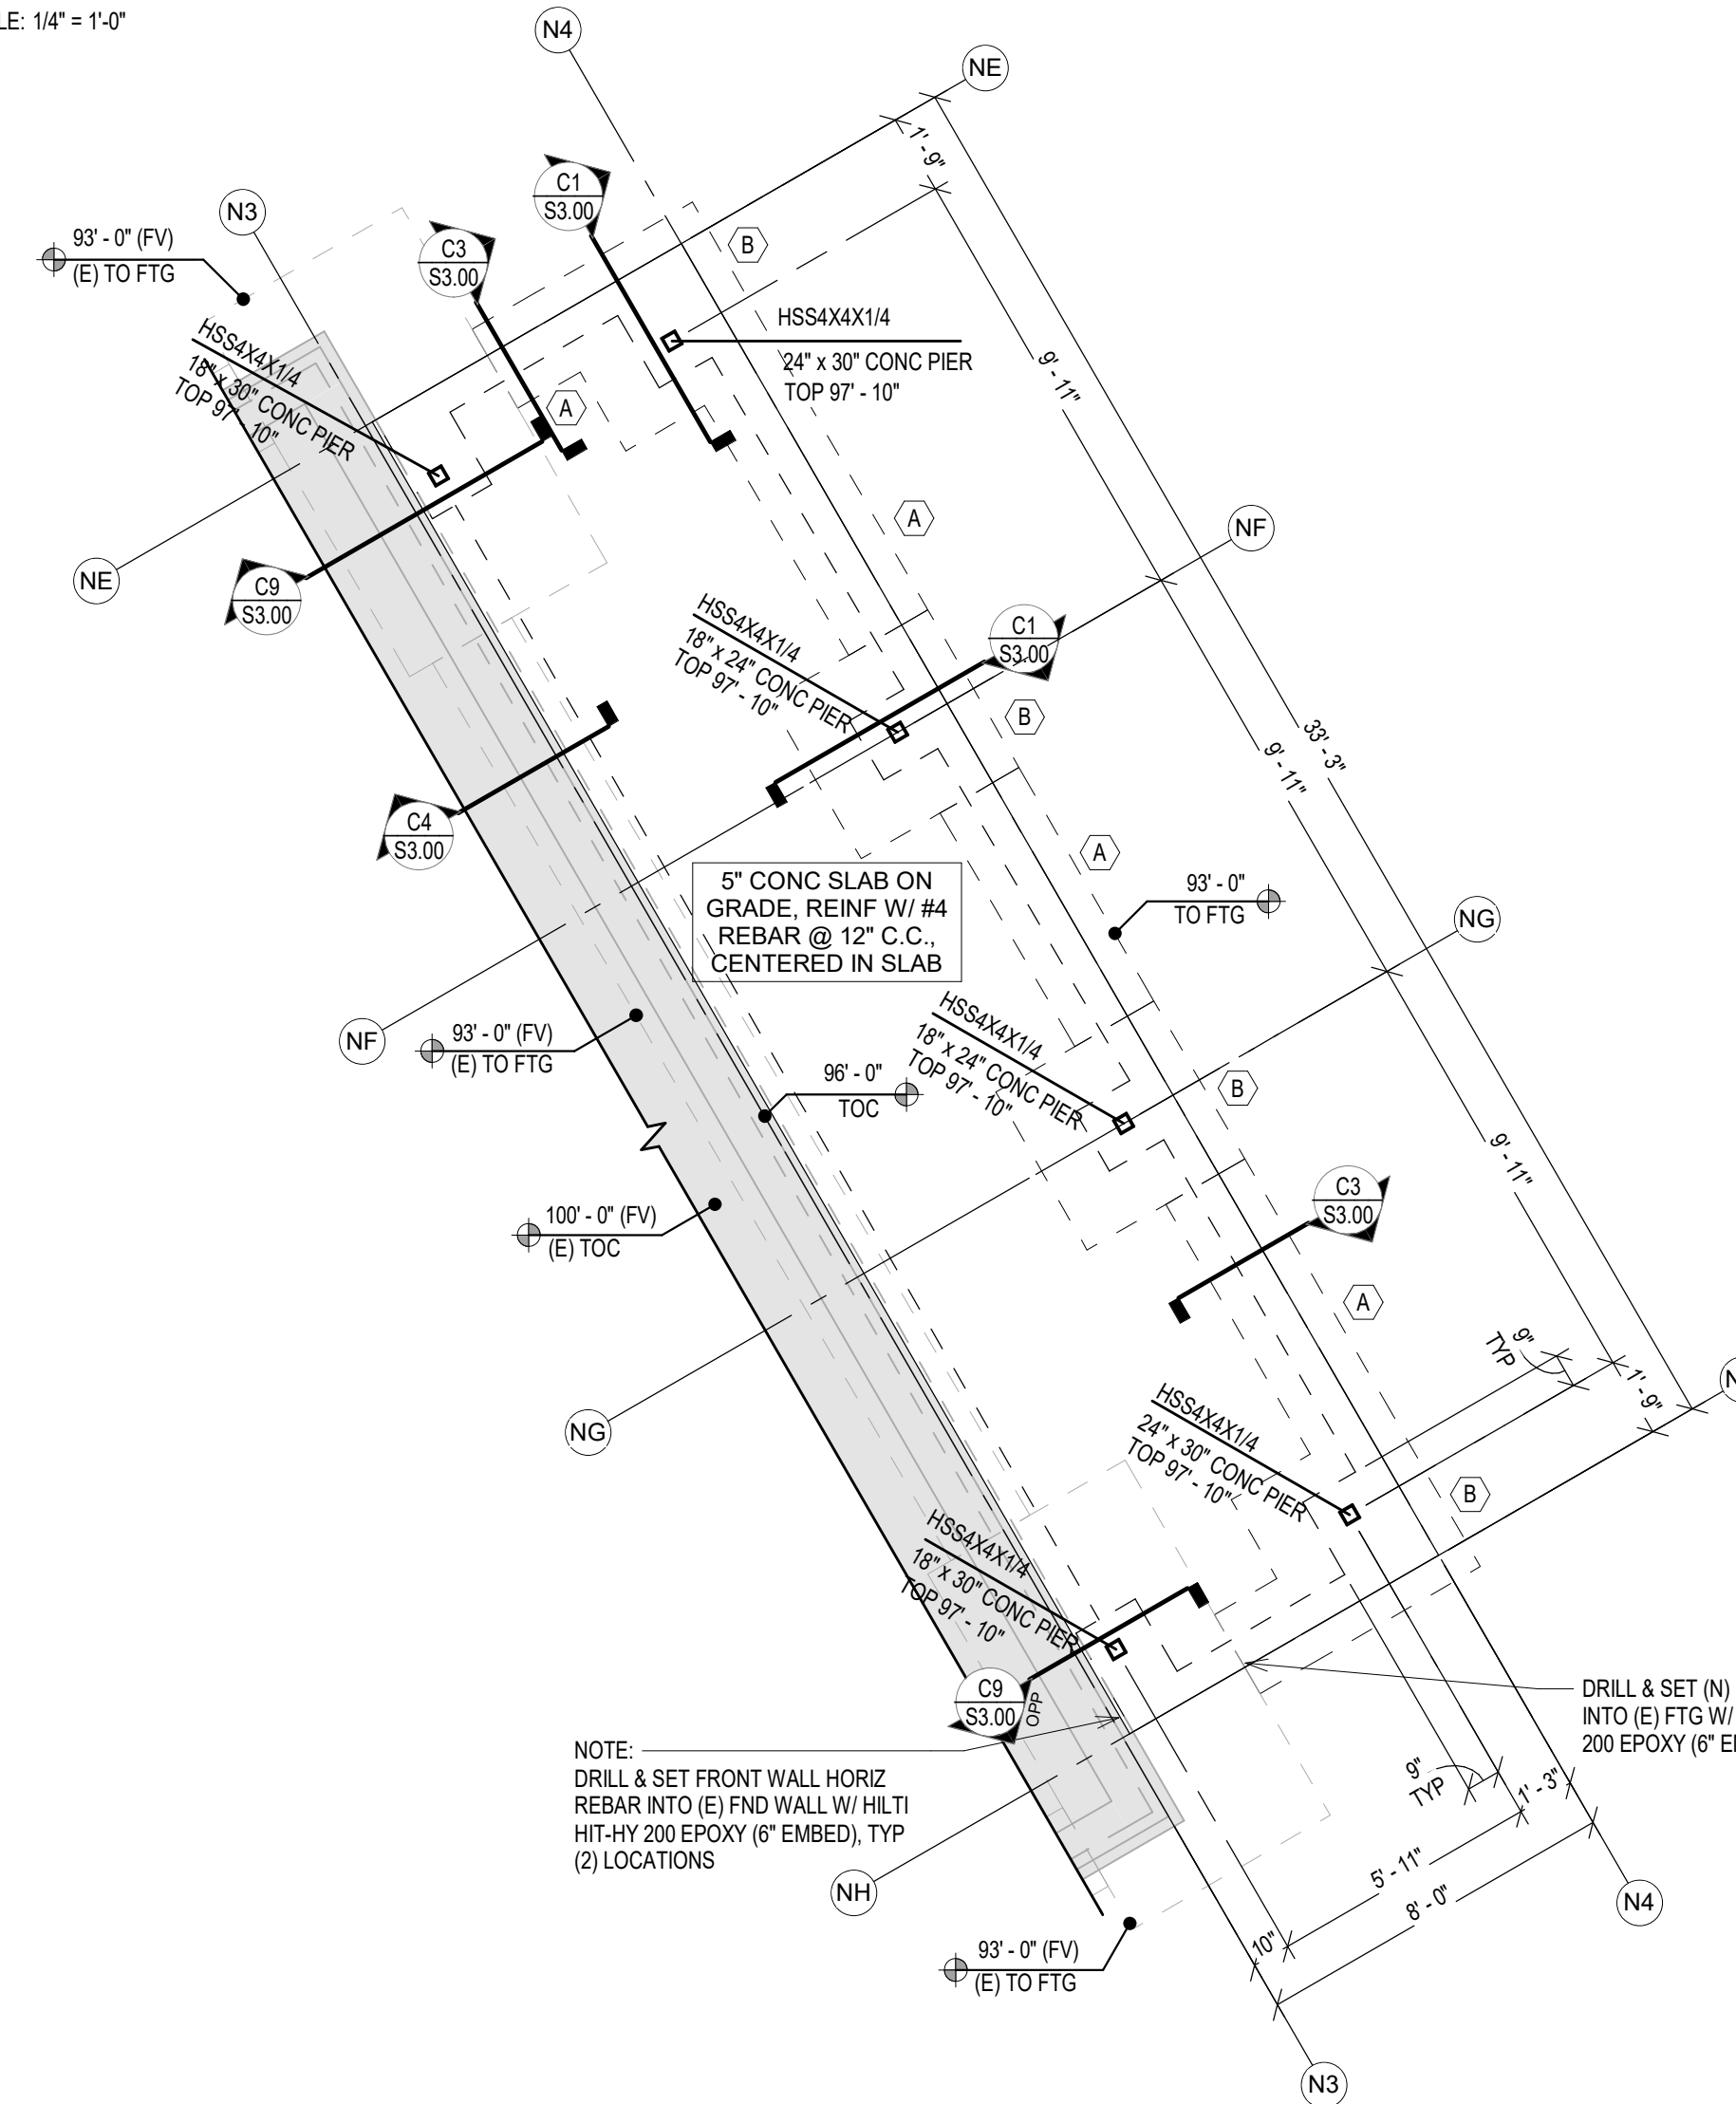 LE: 1/4" = 1'-0"
N4
NE
1' - 9"
C1
S3.00
N3
C3
S3.00
B
93' - 0" (FV)
(E) TO FTG
HSS4X4X1/4
24" x 30" CONC PIER
TOP 97' - 10"
HSS4X4X1/4
18" x 30" CONC PIER
TOP 97' - 10"
9' - 11"
A
A
NF
NE
C9
S3.00
HSS4X4X1/4
18" x 24" CONC PIER
TOP 97' - 10"
C1
S3.00
B
33' - 3"
9' - 11"
C4
S3.00
A
5" CONC SLAB ON
GRADE, REINF W/ #4
REBAR @ 12" C.C.,
CENTERED IN SLAB
93' - 0"
TO FTG
NG
NF
93' - 0" (FV)
(E) TO FTG
HSS4X4X1/4
18" x 24" CONC PIER
TOP 97' - 10"
96' - 0"
TOC
B
9' - 11"
100' - 0" (FV)
(E) TOC
C3
S3.00
A
9"
TYP
1' - 9"
N
NG
HSS4X4X1/4
24" x 30" CONC PIER
TOP 97' - 10"
B
HSS4X4X1/4
18" x 30" CONC PIER
TOP 97' - 10"
C9
S3.00
OPP
DRILL & SET (N)
INTO (E) FTG W/
200 EPOXY (6" E
NOTE:
DRILL & SET FRONT WALL HORIZ
REBAR INTO (E) FND WALL W/ HILTI
HIT-HY 200 EPOXY (6" EMBED), TYP
(2) LOCATIONS
9"
TYP
1' - 3"
5' - 11"
8' - 0"
NH
N4
10"
93' - 0" (FV)
(E) TO FTG
N3